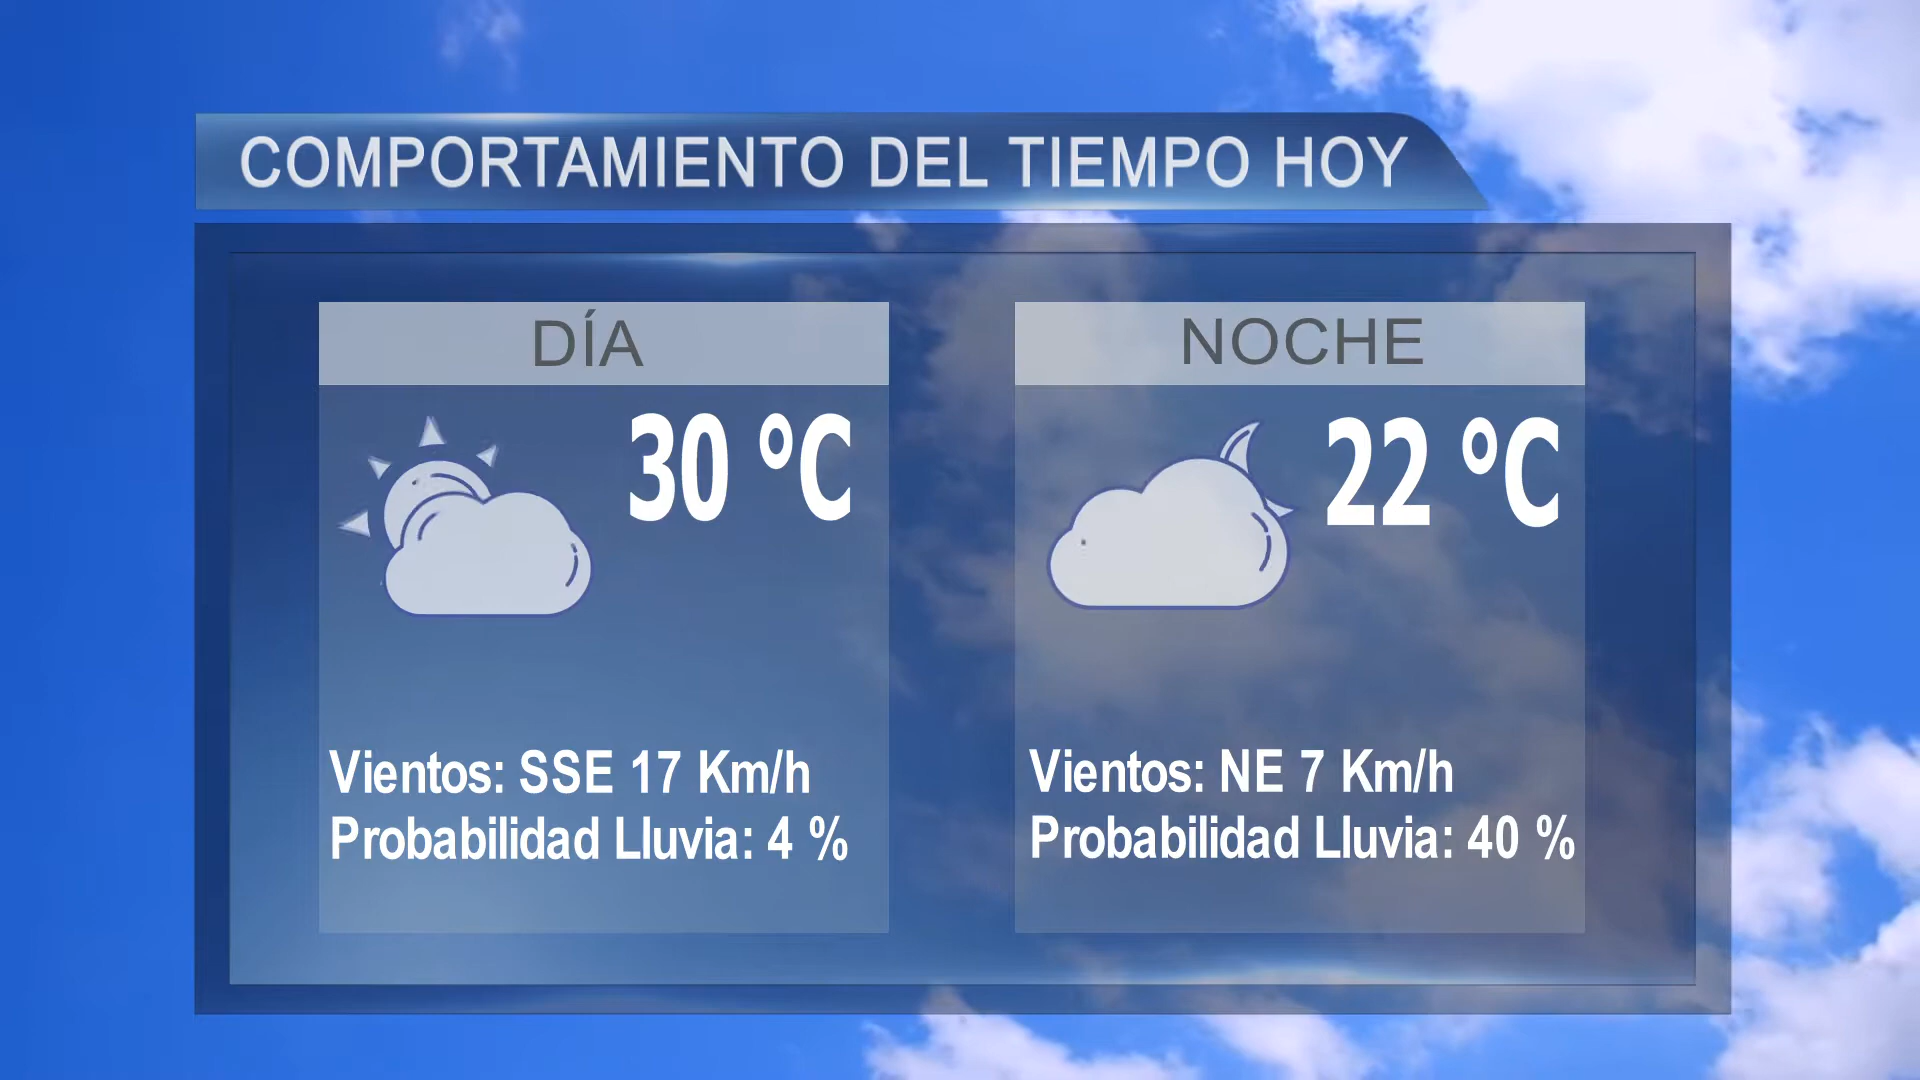 COMPORTAMIENTO DEL TIEMPO HOY
DÍA
30 °C
Vientos: SSE 17 Km/h
Probabilidad Lluvia: 4 %
NOCHE
22 °C
Vientos: NE 7 Km/h
Probabilidad Lluvia: 40 %